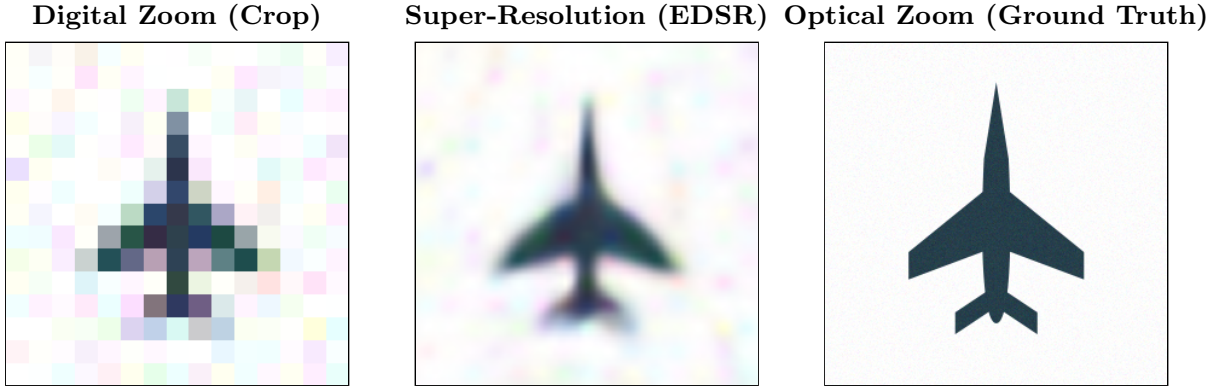 Digital Zoom (Crop)
Super-Resolution (EDSR)
Optical Zoom (Ground Truth)